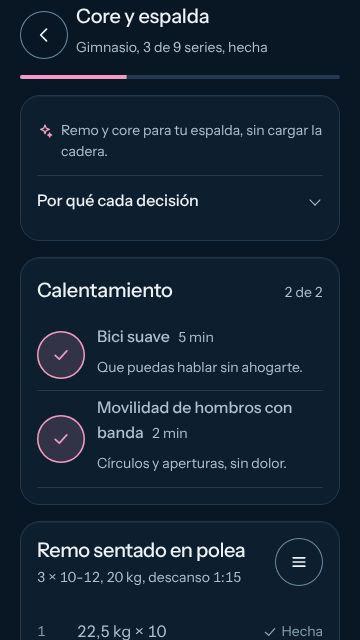 Core y espalda
Gimnasio, 3 de 9 series, hecha
Remo y core para tu espalda, sin cargar la
cadera.
Por qué cada decisión
Calentamiento
2 de 2
Bici suave 5 min
Que puedas hablar sin ahogarte.
Movilidad de hombros con
banda 2 min
Círculos y aperturas, sin dolor.
Remo sentado en polea
3 × 10–12, 20 kg, descanso 1:15
1 22,5 kg × 10 Hecha